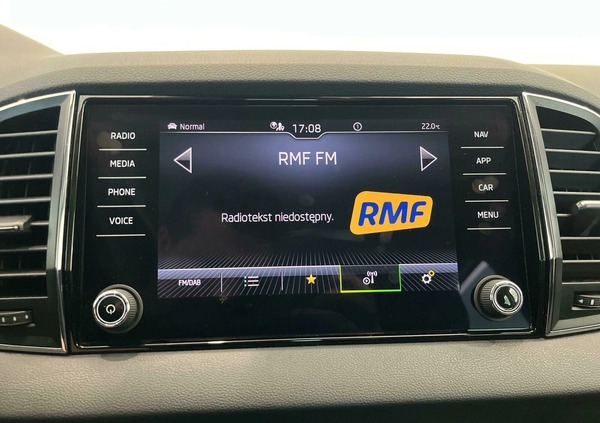 RADIO
MEDIA
PHONE
VOICE
Normal
17:08
22.0°C
RMF FM
Radiotekst niedostępny.
RMF
FM/DAB
NAV
APP
CAR
MENU